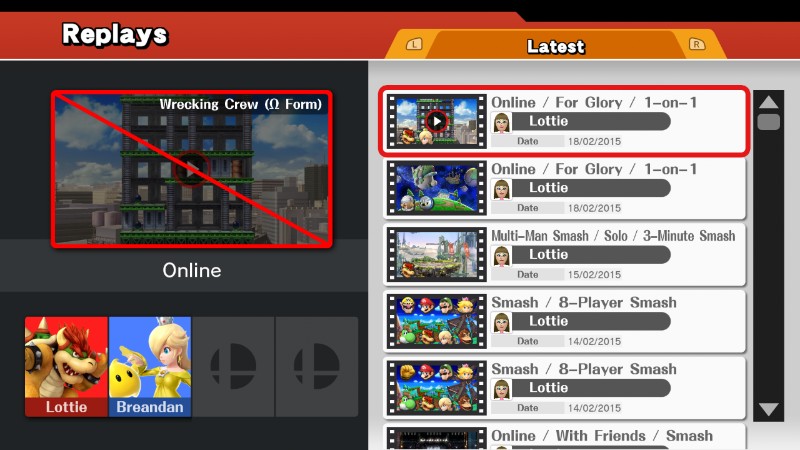 Replays
L
Latest
R
Wrecking Crew (Ω Form)
Online
Lottie
Breandan
Online / For Glory / 1-on-1
Lottie
Date 18/02/2015
Online / For Glory / 1-on-1
Lottie
Date 18/02/2015
Multi-Man Smash / Solo / 3-Minute Smash
Lottie
Date 15/02/2015
Smash / 8-Player Smash
Lottie
Date 14/02/2015
Smash / 8-Player Smash
Lottie
Date 14/02/2015
Online / With Friends / Smash